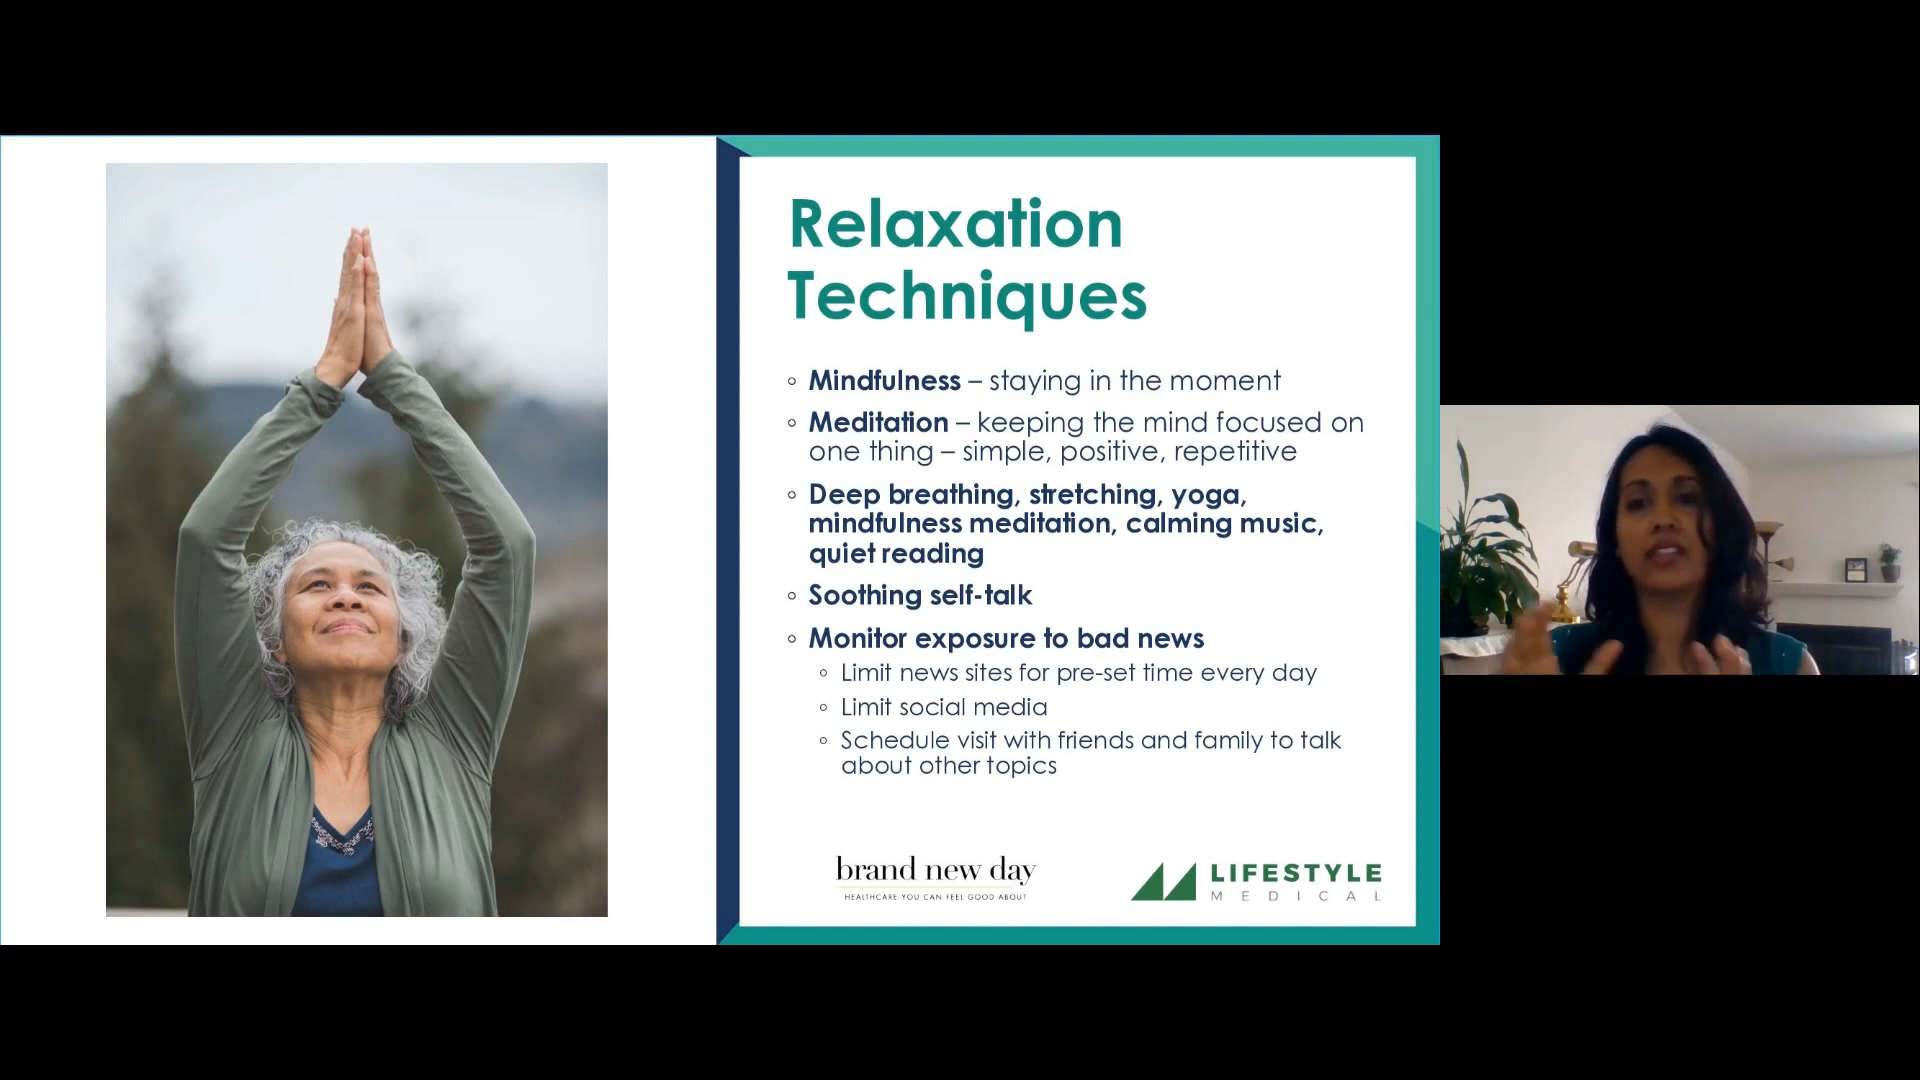 Relaxation
Techniques
◦ Mindfulness – staying in the moment
◦ Meditation – keeping the mind focused on
one thing – simple, positive, repetitive
◦ Deep breathing, stretching, yoga,
mindfulness meditation, calming music,
quiet reading
◦ Soothing self-talk
◦ Monitor exposure to bad news
◦ Limit news sites for pre-set time every day
◦ Limit social media
◦ Schedule visit with friends and family to talk
about other topics
brand new day
HEALTHCARE YOU CAN FEEL GOOD ABOUT
LIFESTYLE
MEDICAL